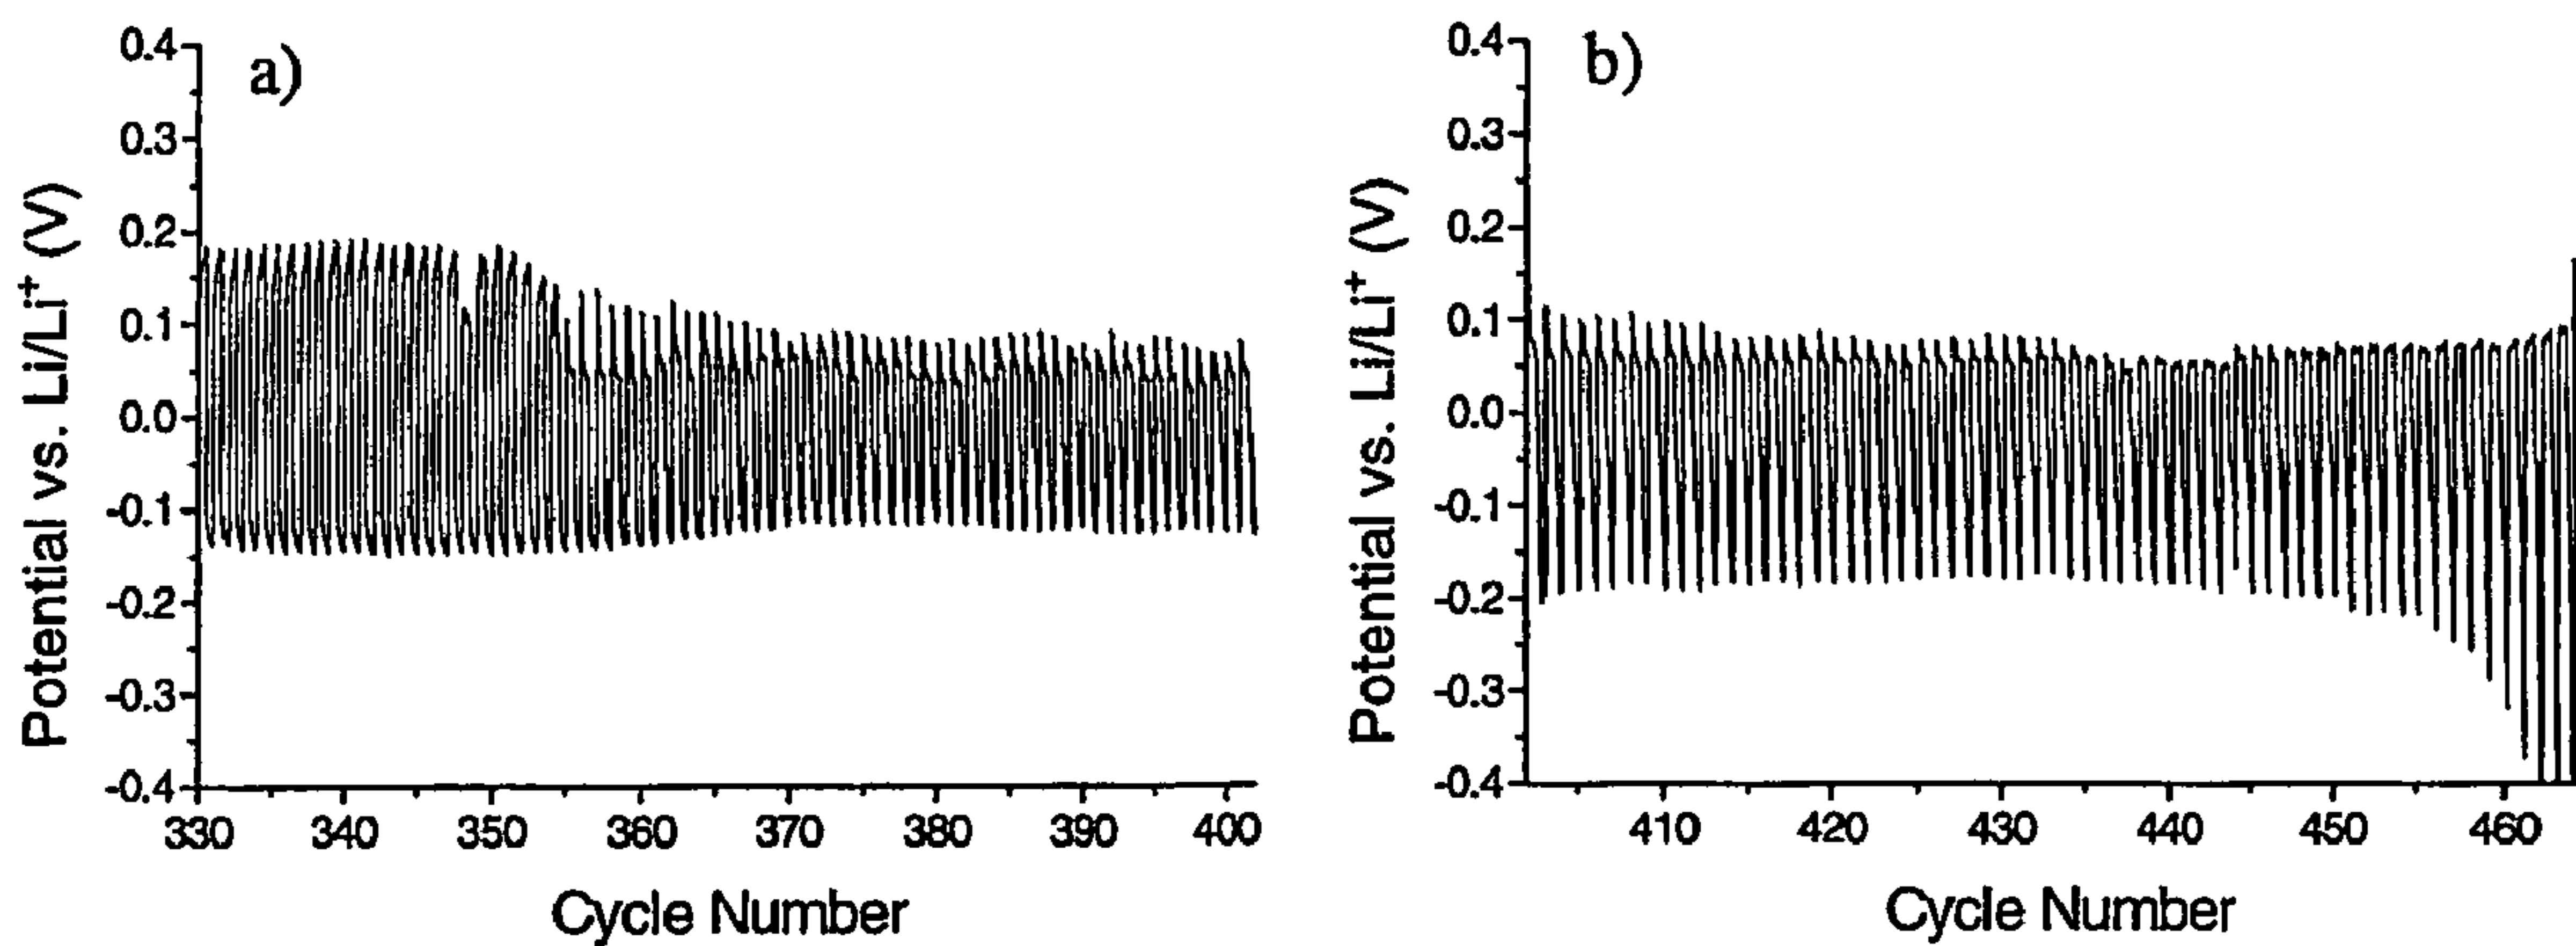 a)
0.4
0.3
0.2
0.1
0.0
-0.1
-0.2
-0.3
-0.4
Potential vs. Li/Li⁺ (V)
330 340 350 360 370 380 390 400
Cycle Number
b)
0.4
0.3
0.2
0.1
0.0
-0.1
-0.2
-0.3
-0.4
Potential vs. Li/Li⁺ (V)
410 420 430 440 450 460
Cycle Number